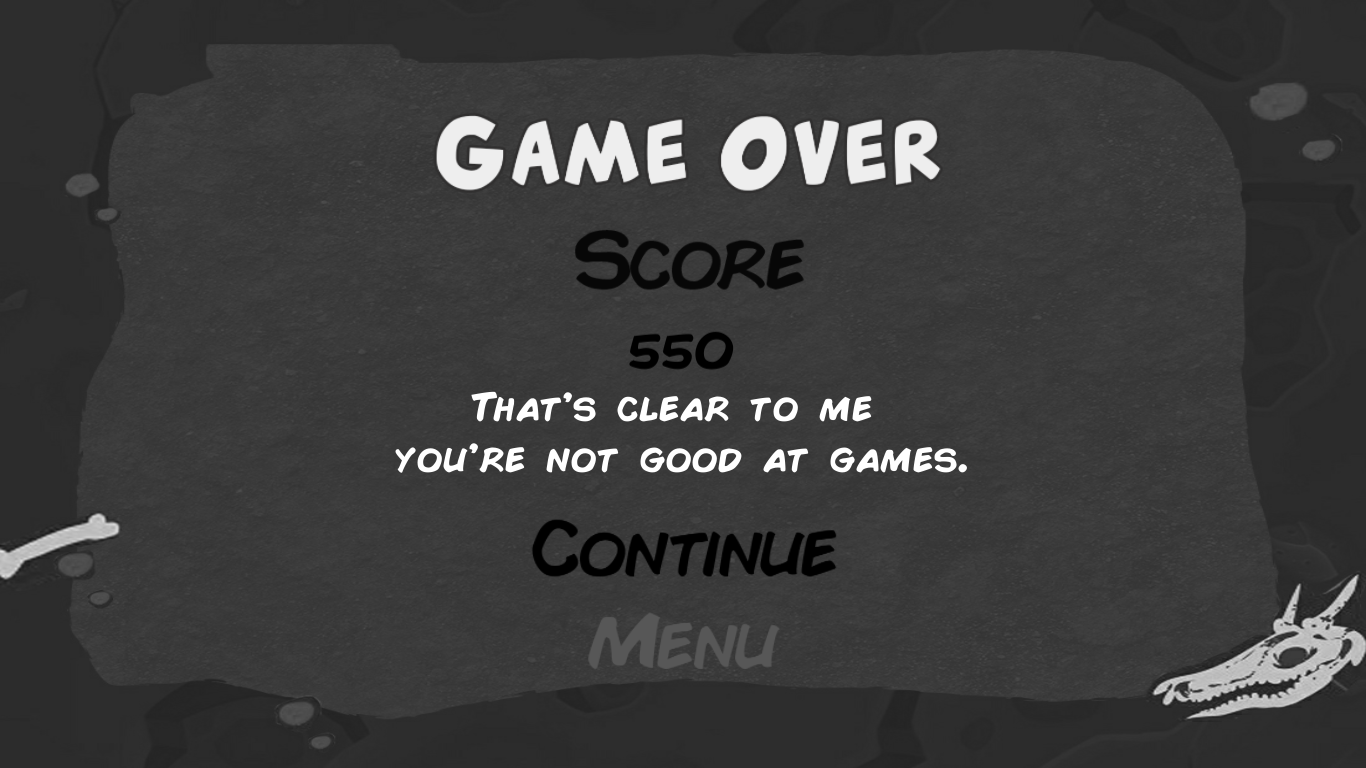 Game Over
Score
550
That's clear to me
you're not good at games.
Continue
Menu